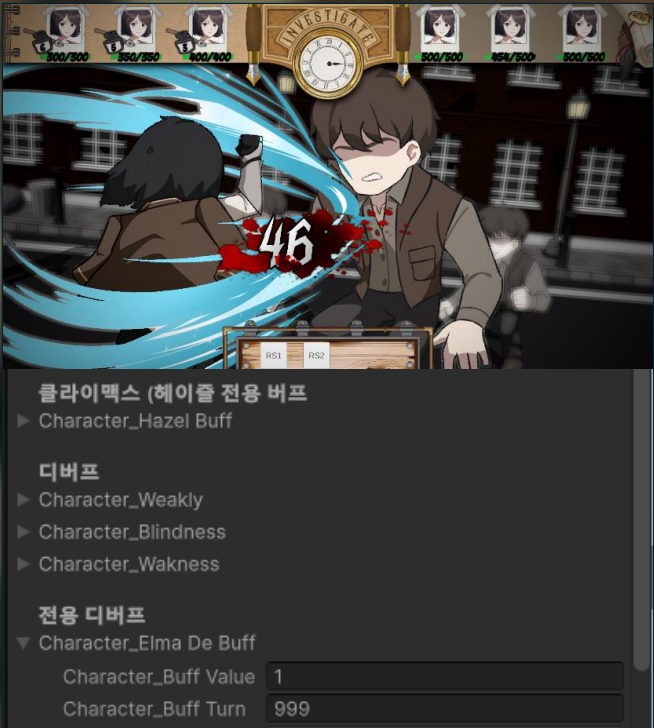 INVESTIGATE
300/300
350/350
400/400
500/500
454/500
500/500
46
RS1 RS2
클라이맥스 (헤이즐 전용 버프
Character_Hazel Buff
디버프
Character_Weakly
Character_Blindness
Character_Wakness
전용 디버프
Character_Elma De Buff
Character_Buff Value 1
Character_Buff Turn 999